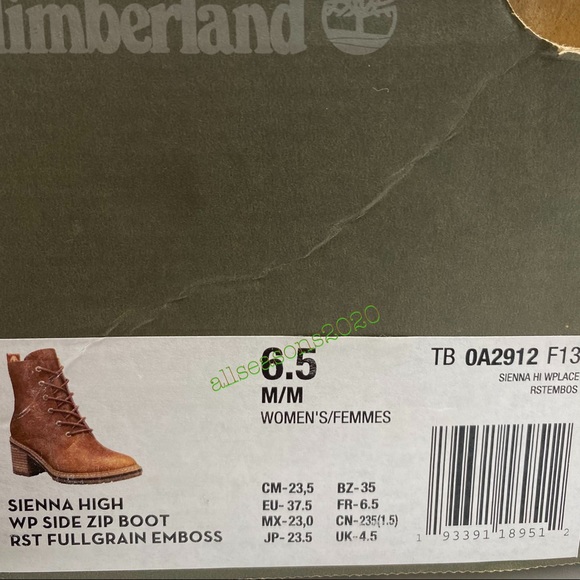 Timberland
allseasons2020
6.5
M/M
WOMEN'S/FEMMES
TB 0A2912 F13
SIENNA HI WPLACE
RSTEMBOS
SIENNA HIGH
WP SIDE ZIP BOOT
RST FULLGRAIN EMBOSS
CM-23,5 BZ-35
EU- 37.5 FR-6.5
MX-23,0 CN-235(1.5)
JP-23.5 UK-4.5
1 93391 18951 2